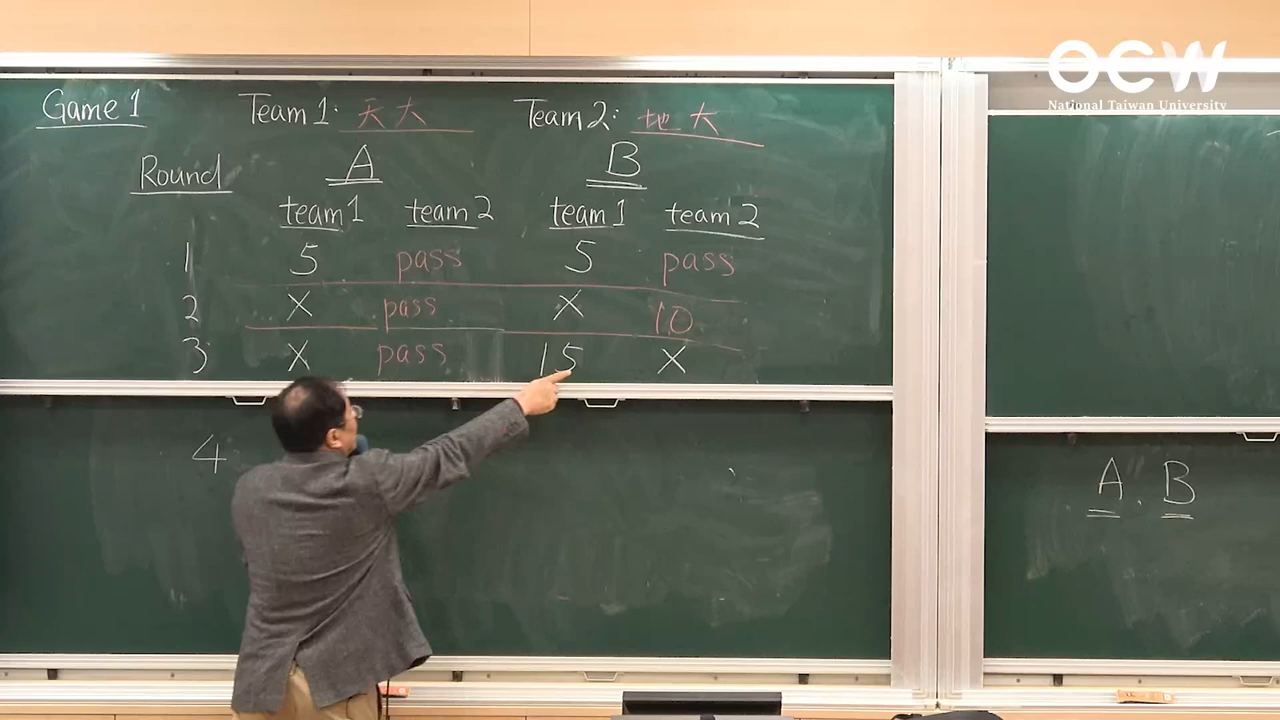 OCW
National Taiwan University
Game 1 Team 1: 天大 Team 2: 地大
Round A B
team 1 team 2 team 1 team 2
1 5 pass 5 pass
2 X pass X 10
3 X pass 15 X
4
A . B